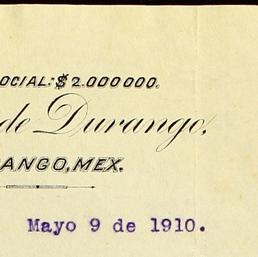 OCIAL: $2.000000.
de Durango.
ANGO, MEX.
Mayo 9 de 1910.